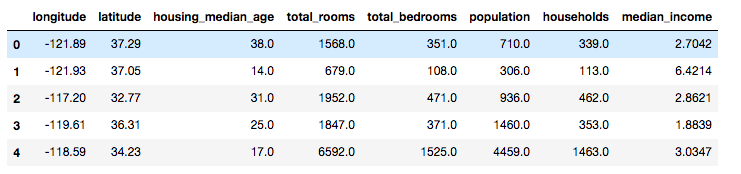 longitude latitude housing_median_age total_rooms total_bedrooms population households median_income
0 -121.89 37.29 38.0 1568.0 351.0 710.0 339.0 2.7042
1 -121.93 37.05 14.0 679.0 108.0 306.0 113.0 6.4214
2 -117.20 32.77 31.0 1952.0 471.0 936.0 462.0 2.8621
3 -119.61 36.31 25.0 1847.0 371.0 1460.0 353.0 1.8839
4 -118.59 34.23 17.0 6592.0 1525.0 4459.0 1463.0 3.0347